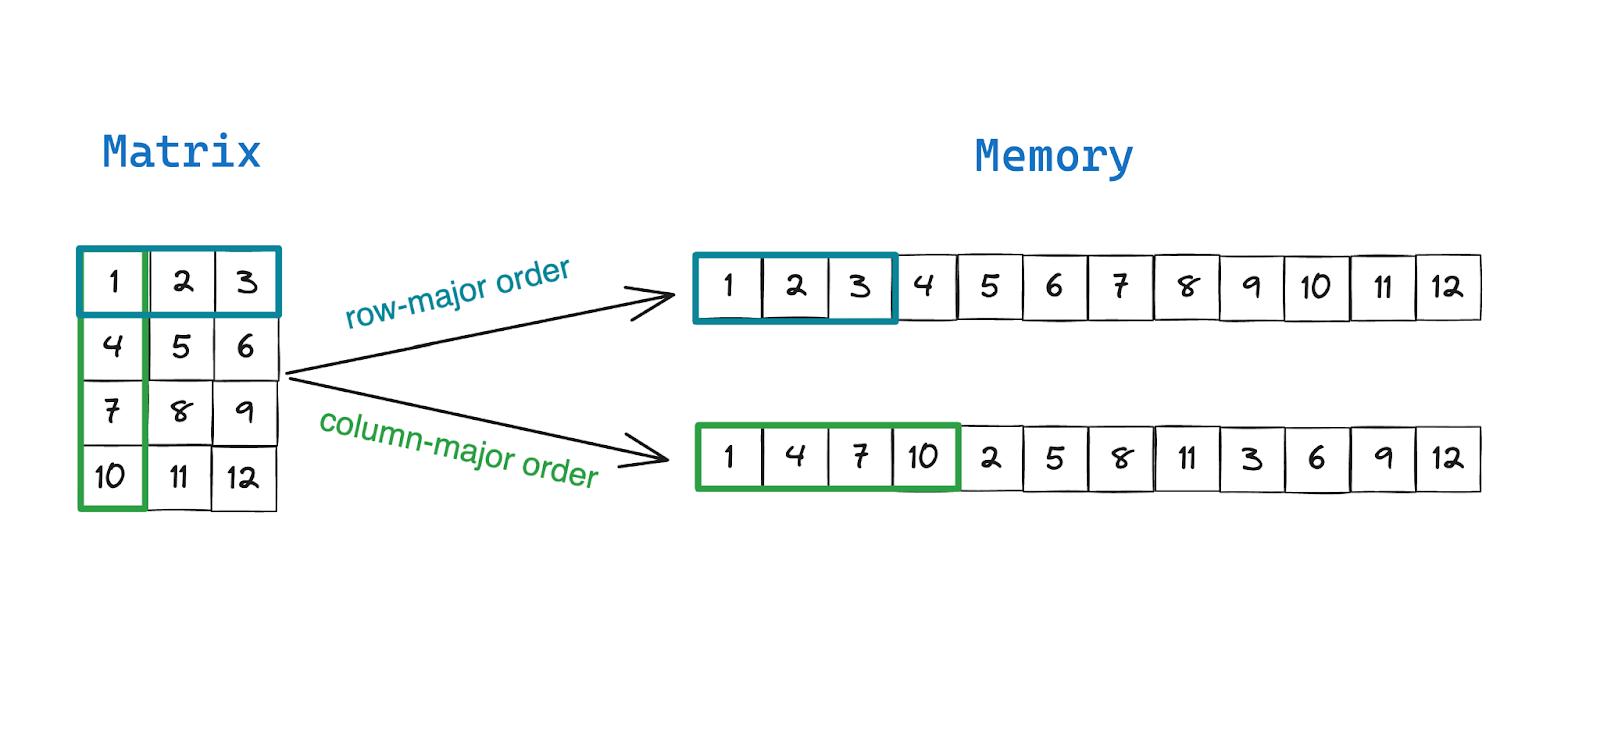 Matrix
Memory
1 2 3
4 5 6
7 8 9
10 11 12
row-major order
column-major order
1 2 3 4 5 6 7 8 9 10 11 12
1 4 7 10 2 5 8 11 3 6 9 12